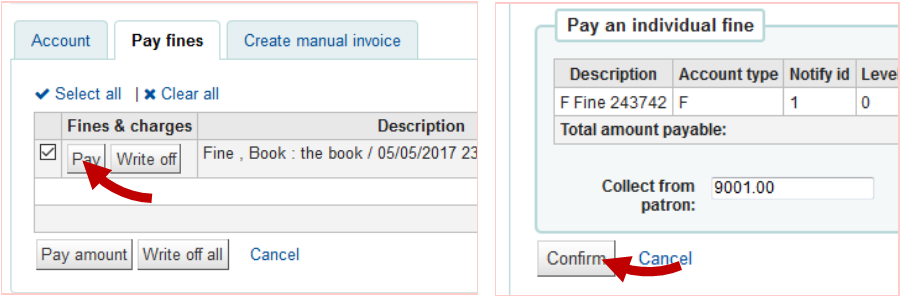 Account
Pay fines
Create manual invoice
Select all | Clear all
Fines & charges Description
Pay Write off Fine , Book : the book / 05/05/2017 23
Pay amount Write off all Cancel
Pay an individual fine
Description Account type Notify id Leve
F Fine 243742 F 1 0
Total amount payable:
Collect from 9001.00
patron:
Confirm Cancel